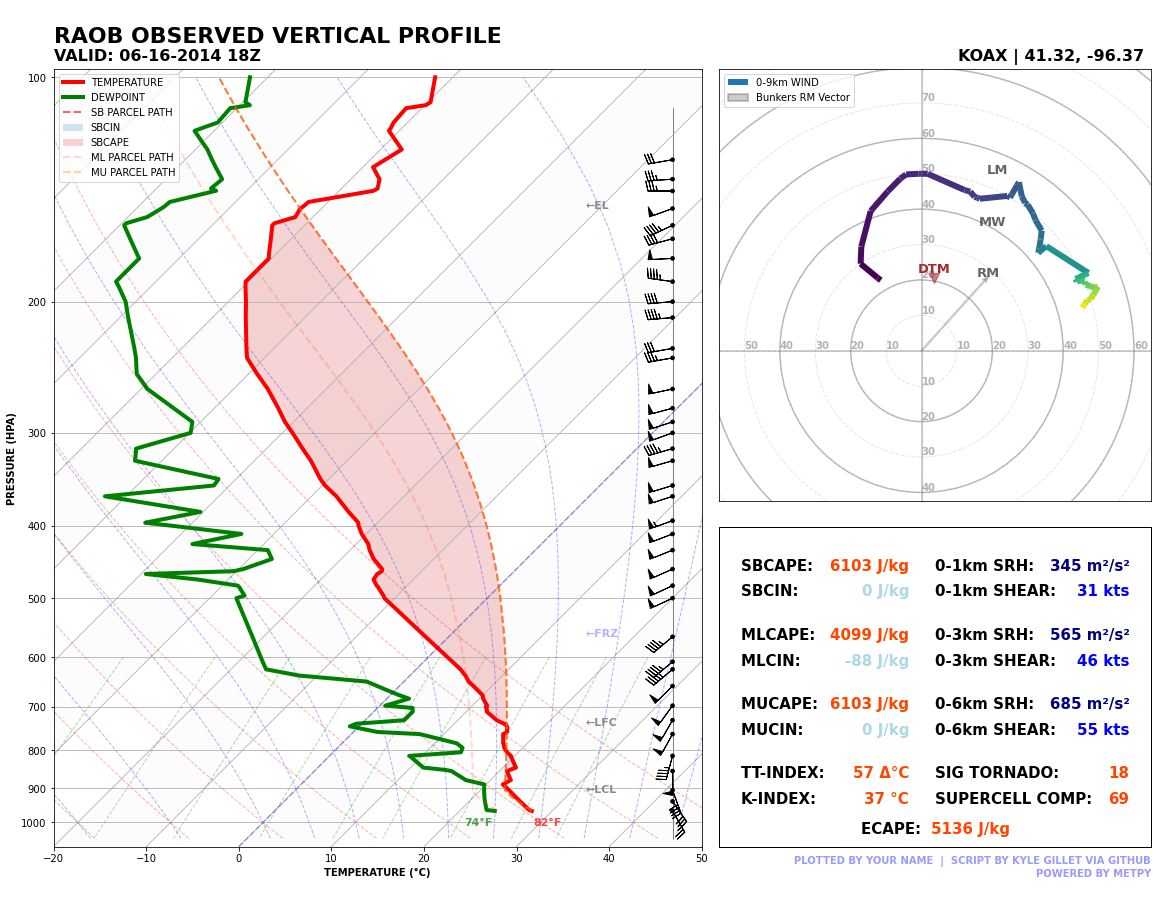 RAOB OBSERVED VERTICAL PROFILE
VALID: 06-16-2014 18Z
KOAX | 41.32, -96.37
TEMPERATURE
DEWPOINT
SB PARCEL PATH
SBCIN
SBCAPE
ML PARCEL PATH
MU PARCEL PATH
100
200
300
400
500
600
700
800
900
1000
PRESSURE (HPA)
←EL
←FRZ
←LFC
←LCL
74°F
82°F
−20
−10
0
10
20
30
40
50
TEMPERATURE (°C)
0-9km WIND
Bunkers RM Vector
70
60
50
40
30
20
10
LM
MW
DTM
RM
50 40 30 20 10 10 20 30 40 50 60
10
20
30
40
SBCAPE: 6103 J/kg 0-1km SRH: 345 m²/s²
SBCIN: 0 J/kg 0-1km SHEAR: 31 kts
MLCAPE: 4099 J/kg 0-3km SRH: 565 m²/s²
MLCIN: -88 J/kg 0-3km SHEAR: 46 kts
MUCAPE: 6103 J/kg 0-6km SRH: 685 m²/s²
MUCIN: 0 J/kg 0-6km SHEAR: 55 kts
TT-INDEX: 57 Δ°C SIG TORNADO: 18
K-INDEX: 37 °C SUPERCELL COMP: 69
ECAPE: 5136 J/kg
PLOTTED BY YOUR NAME | SCRIPT BY KYLE GILLET VIA GITHUB
POWERED BY METPY